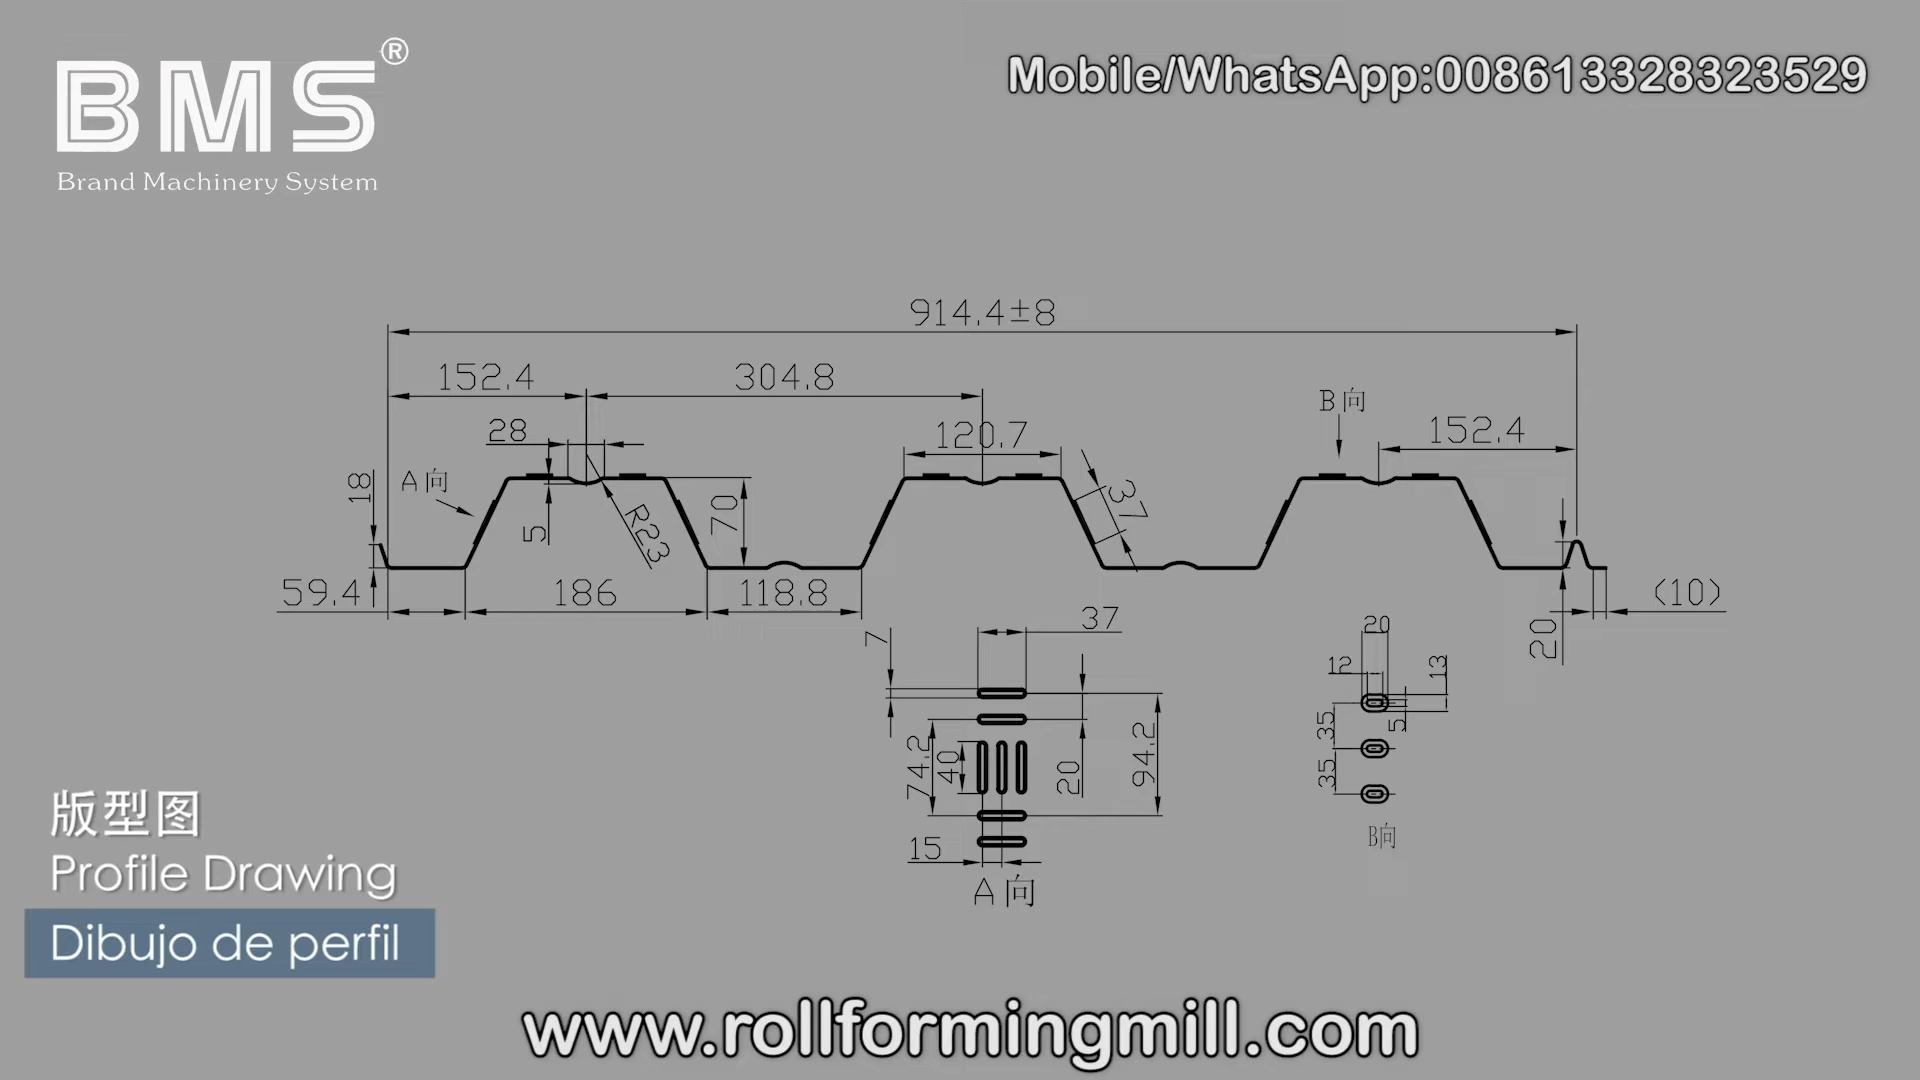 BMS®
Brand Machinery System
Mobile/WhatsApp:008613328323529
914.4±8
152.4
304.8
B向
28
120.7
152.4
18
A向
5
R23
70
37
59.4
186
118.8
(10)
20
7
37
20
12
13
35
5
35
74.2
40
20
94.2
15
A向
B向
版型图
Profile Drawing
Dibujo de perfil
www.rollformingmill.com